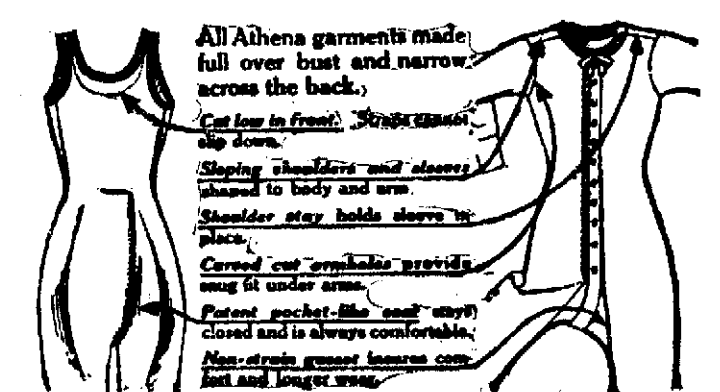 All Athena garments made
full over bust and narrow
across the back.
Cut low in front. Straps cannot
slip down.
Sloping shoulders and sleeves
shaped to body and arm.
Shoulder stay holds sleeve in
place.
Curved cut armholes provide
snug fit under arms.
Patent pocket-like seat stays
closed and is always comfortable.
Non-strain gusset insures com-
fort and longer wear.